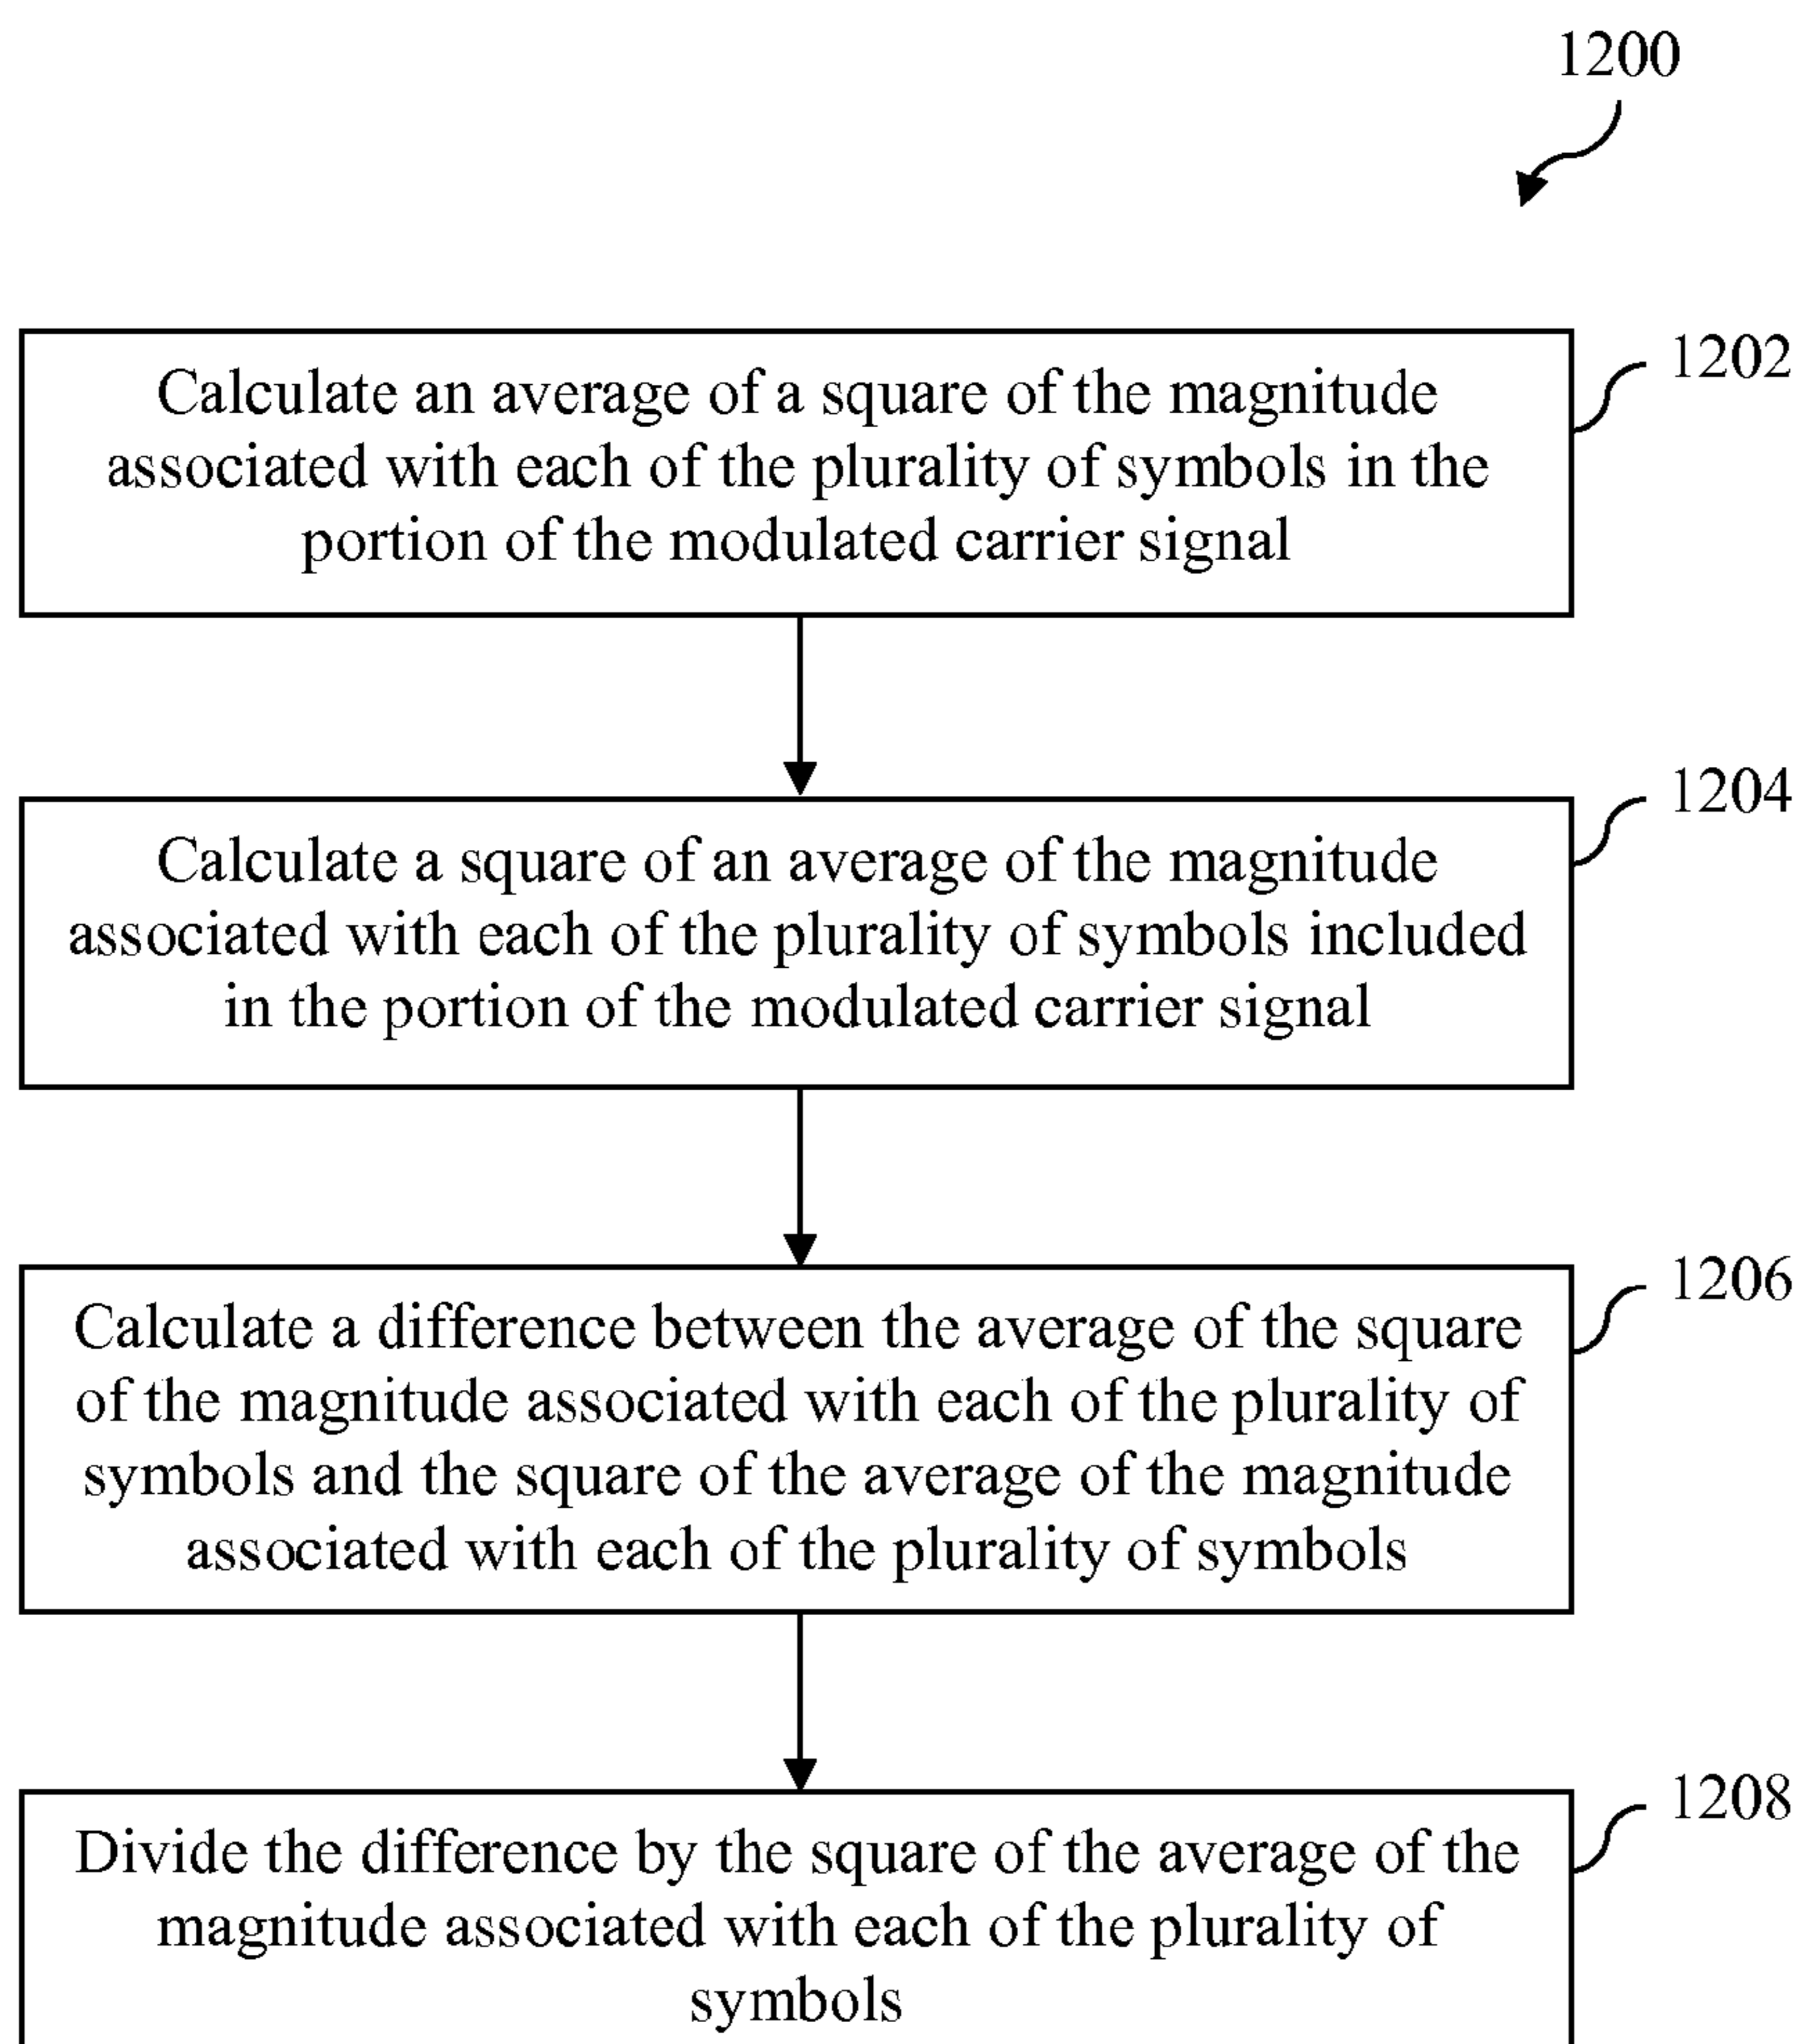 1200
1202
Calculate an average of a square of the magnitude
associated with each of the plurality of symbols in the
portion of the modulated carrier signal
1204
Calculate a square of an average of the magnitude
associated with each of the plurality of symbols included
in the portion of the modulated carrier signal
1206
Calculate a difference between the average of the square
of the magnitude associated with each of the plurality of
symbols and the square of the average of the magnitude
associated with each of the plurality of symbols
1208
Divide the difference by the square of the average of the
magnitude associated with each of the plurality of
symbols